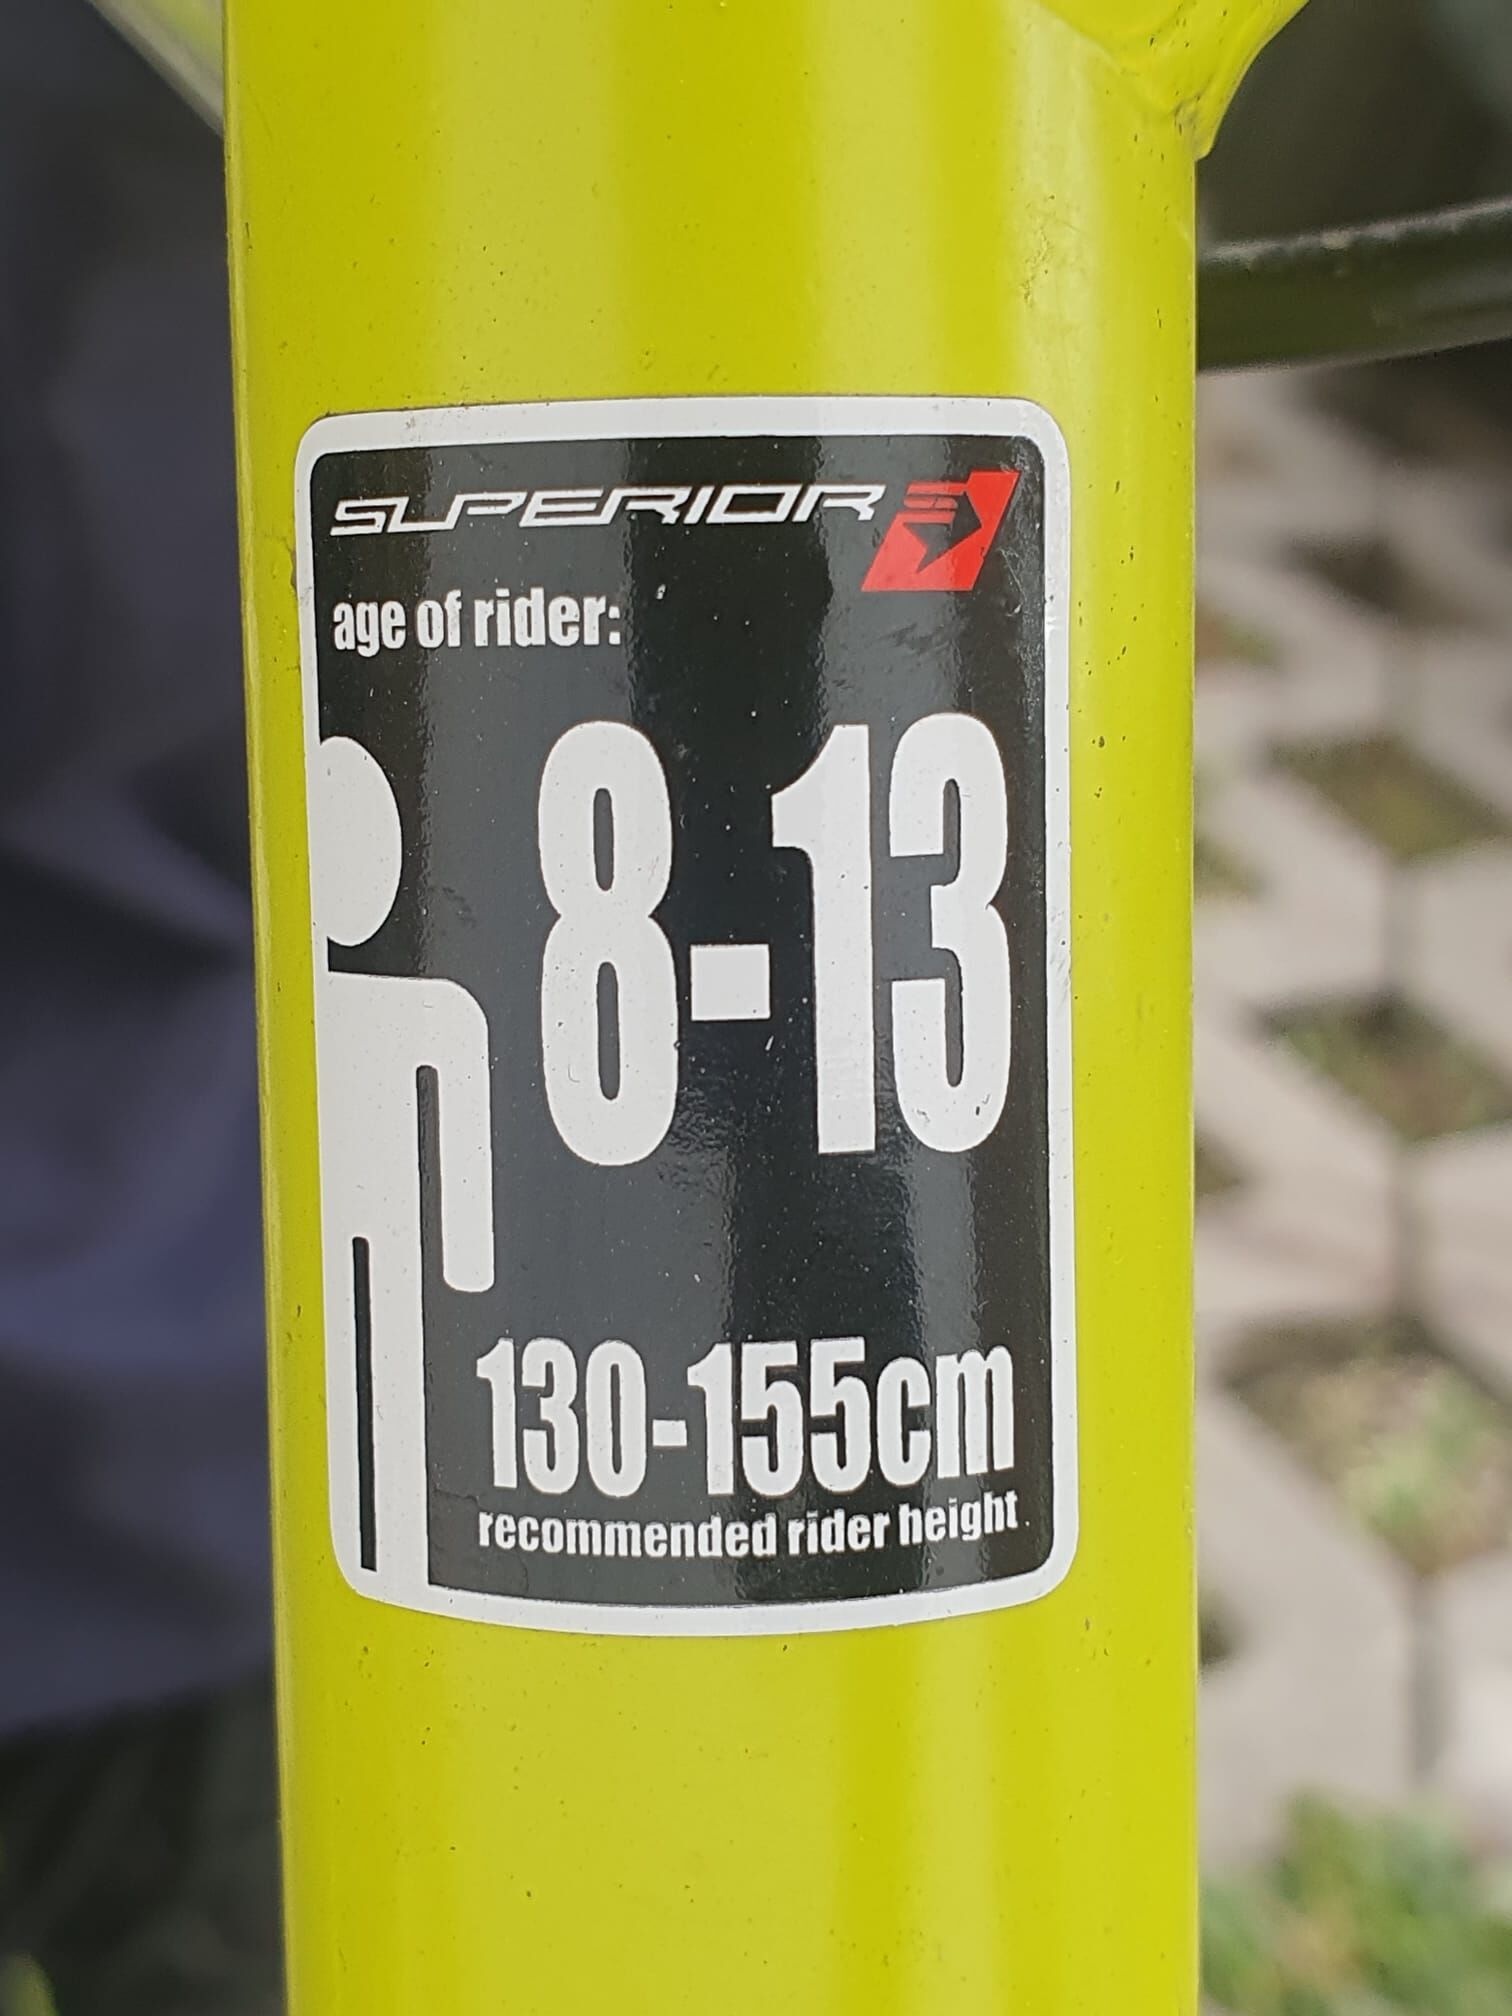 SUPERIOR
age of rider:
8-13
130-155cm
recommended rider height